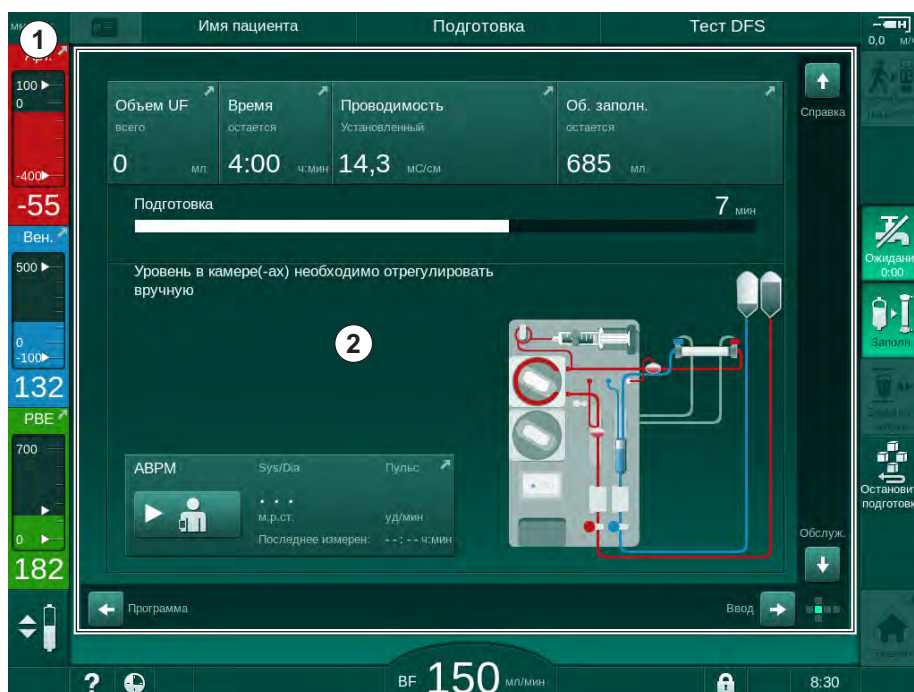 Имя пациента
Подготовка
Тест DFS
1
0,0
100
0
-400
-55
Вен.
500
0
-100
132
PBE
700
0
182
Объем UF
всего
0 мл
Время
остается
4:00 ч:мин
Проводимость
Установленный
14,3 мС/см
Об. заполн.
остается
685 мл
Подготовка
7 мин
Уровень в камере(-ах) необходимо отрегулировать
вручную
2
ABPM
Sys/Dia
Пульс
. . .
м.р.ст.
уд/мин
Последнее измерен: --:-- ч:мин
Справка
Обслуж.
Программа
Ввод
Ожидани
0:00
Заполн.
Останови
подготовк
?
BF 150 мл/мин
8:30